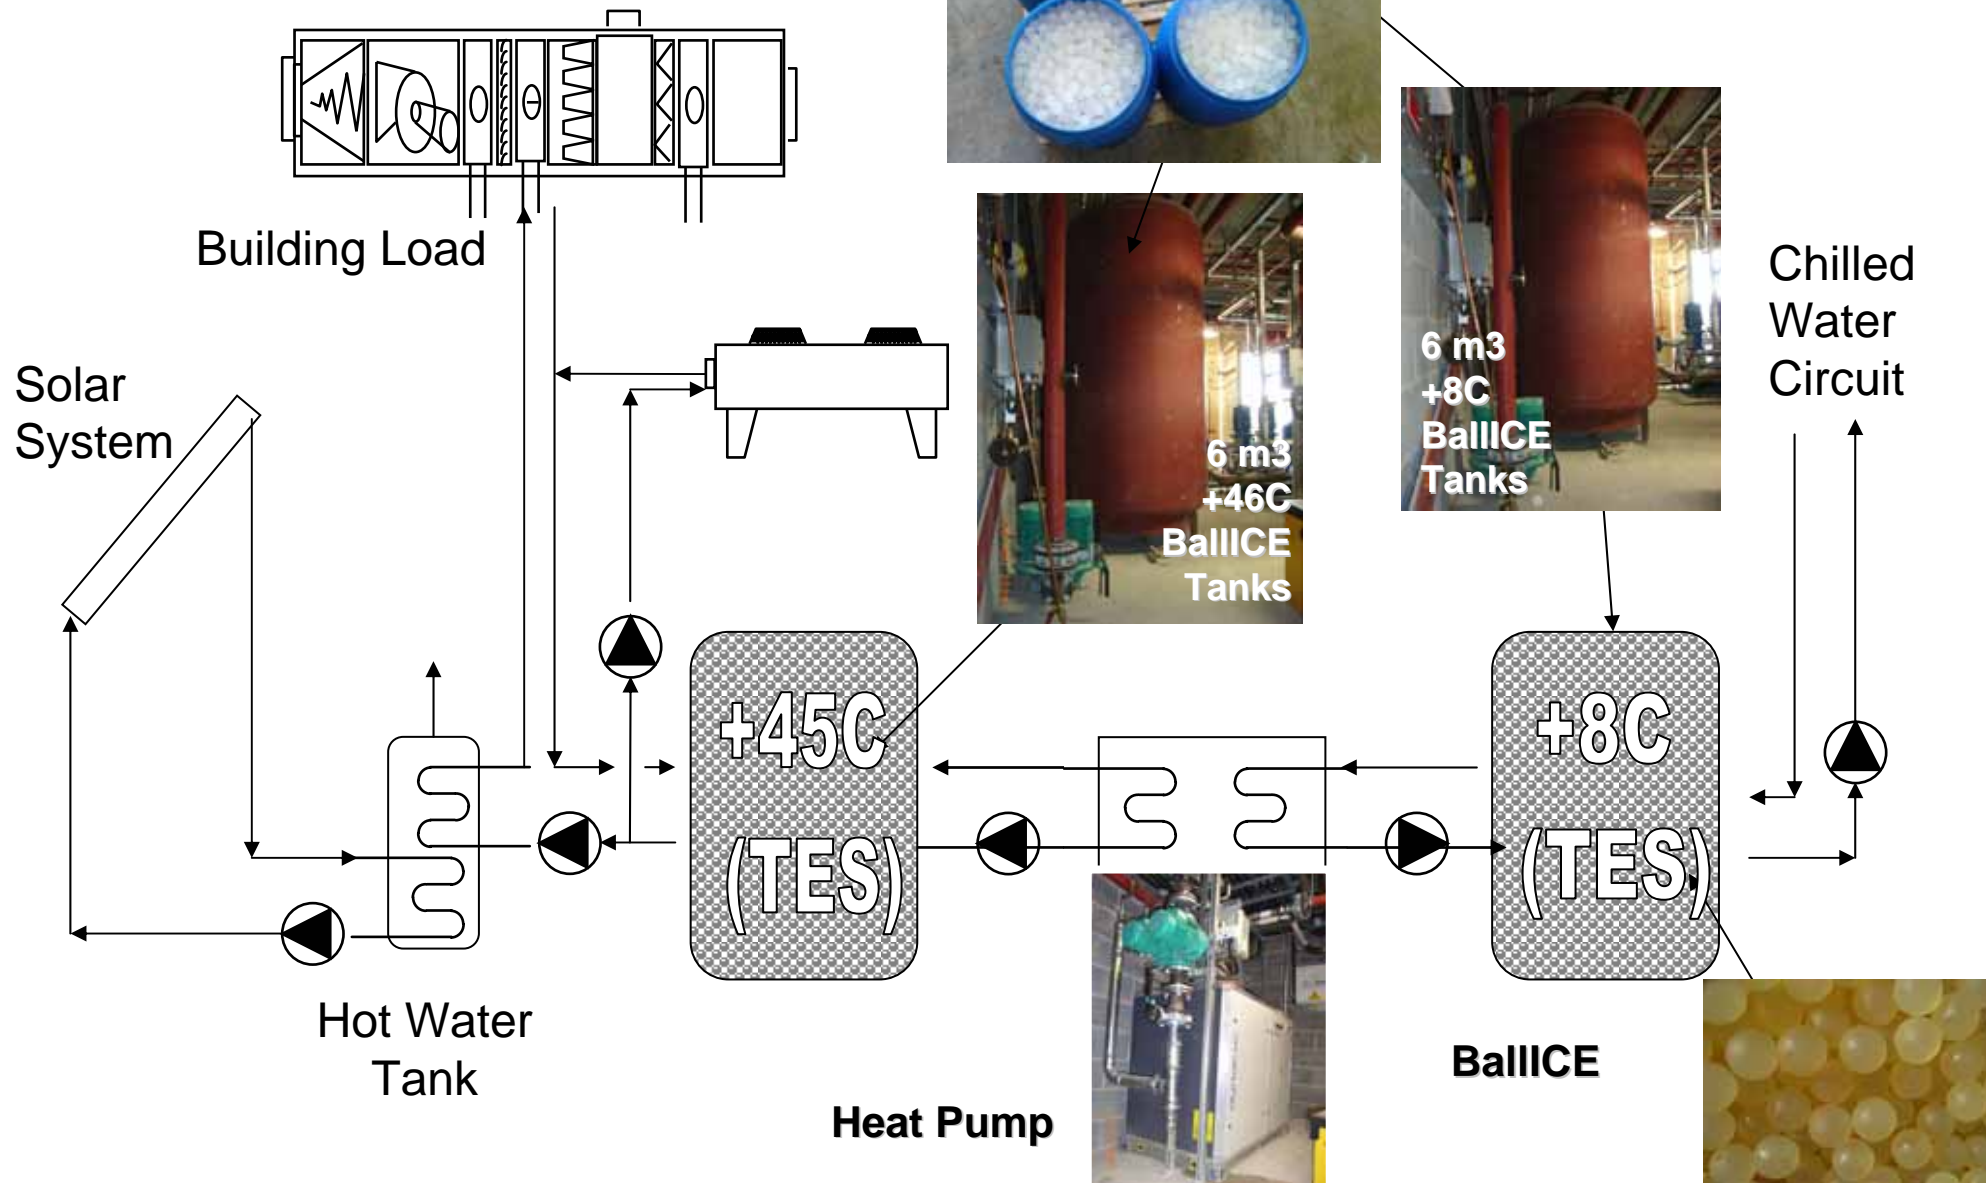 Building Load
Solar
System
Chilled
Water
Circuit
6 m3
+8C
BallICE
Tanks
6 m3
+46C
BallICE
Tanks
+45C
(TES)
+8C
(TES)
Hot Water
Tank
Heat Pump
BallICE